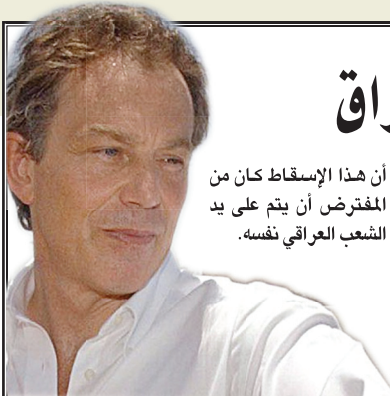 راق
أن هذا الإسقاط كان من
المفترض أن يتم على يد
الشعب العراقي نفسه.